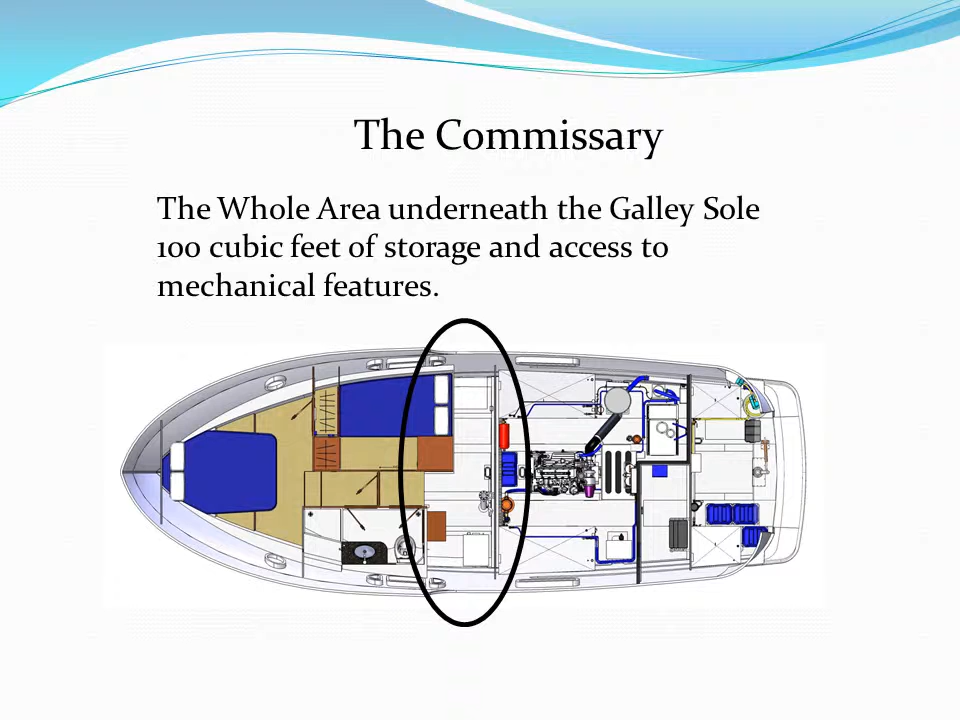 The Commissary
The Whole Area underneath the Galley Sole
100 cubic feet of storage and access to
mechanical features.